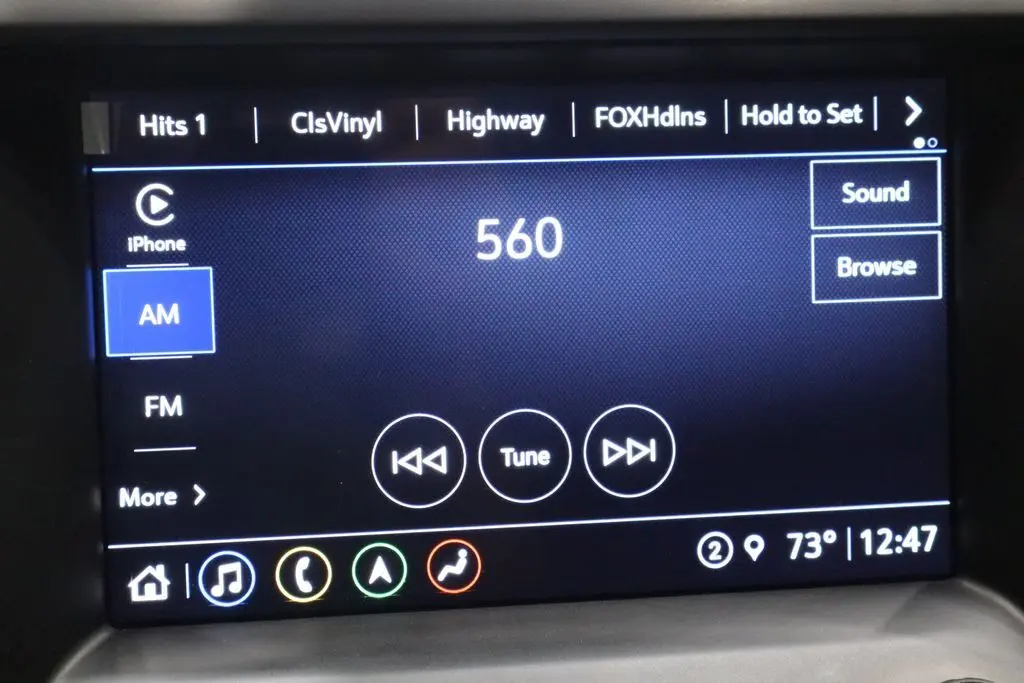 Hits 1 | ClsVinyl | Highway | FOXHdlns | Hold to Set |
iPhone
560
Sound
Browse
AM
FM
Tune
More
2 73° | 12:47